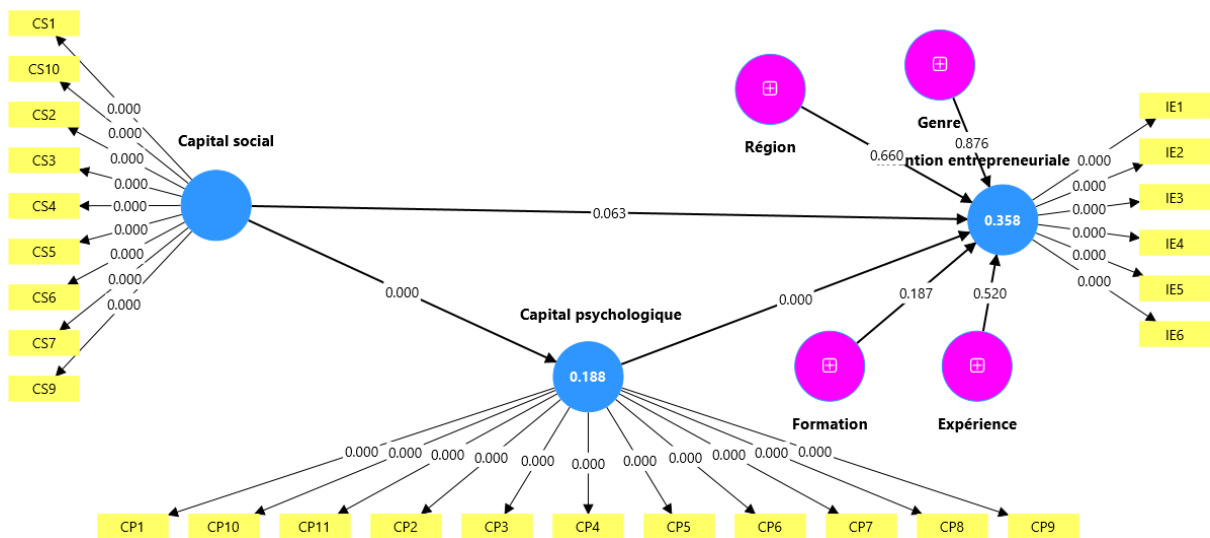 CS1
CS10
CS2
CS3
CS4
CS5
CS6
CS7
CS9
0.000
0.000
0.000
0.000
0.000
0.000
0.000
0.000
0.000
Capital social
0.063
0.000
Capital psychologique
0.188
0.000
Région
0.660
Genre
0.876
ntion entrepreneuriale
0.358
0.187
0.520
Formation
Expérience
0.000
0.000
0.000
0.000
0.000
0.000
IE1
IE2
IE3
IE4
IE5
IE6
0.000
0.000
0.000
0.000
0.000
0.000
0.000
0.000
0.000
0.000
0.000
CP1
CP10
CP11
CP2
CP3
CP4
CP5
CP6
CP7
CP8
CP9